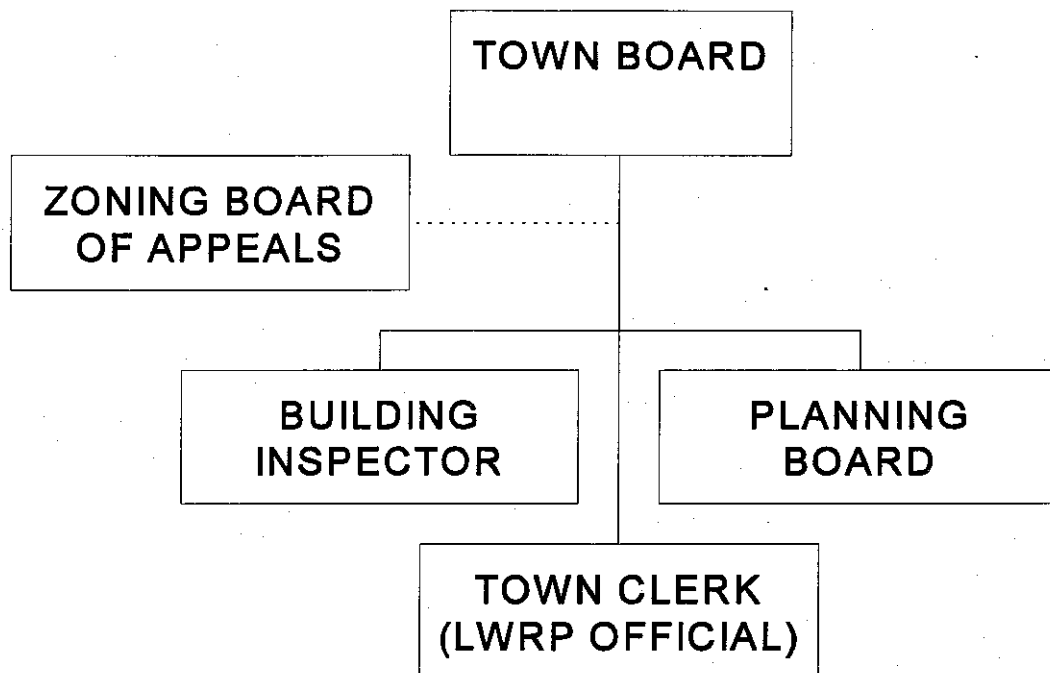 TOWN BOARD
ZONING BOARD
OF APPEALS
BUILDING
INSPECTOR
PLANNING
BOARD
TOWN CLERK
(LWRP OFFICIAL)